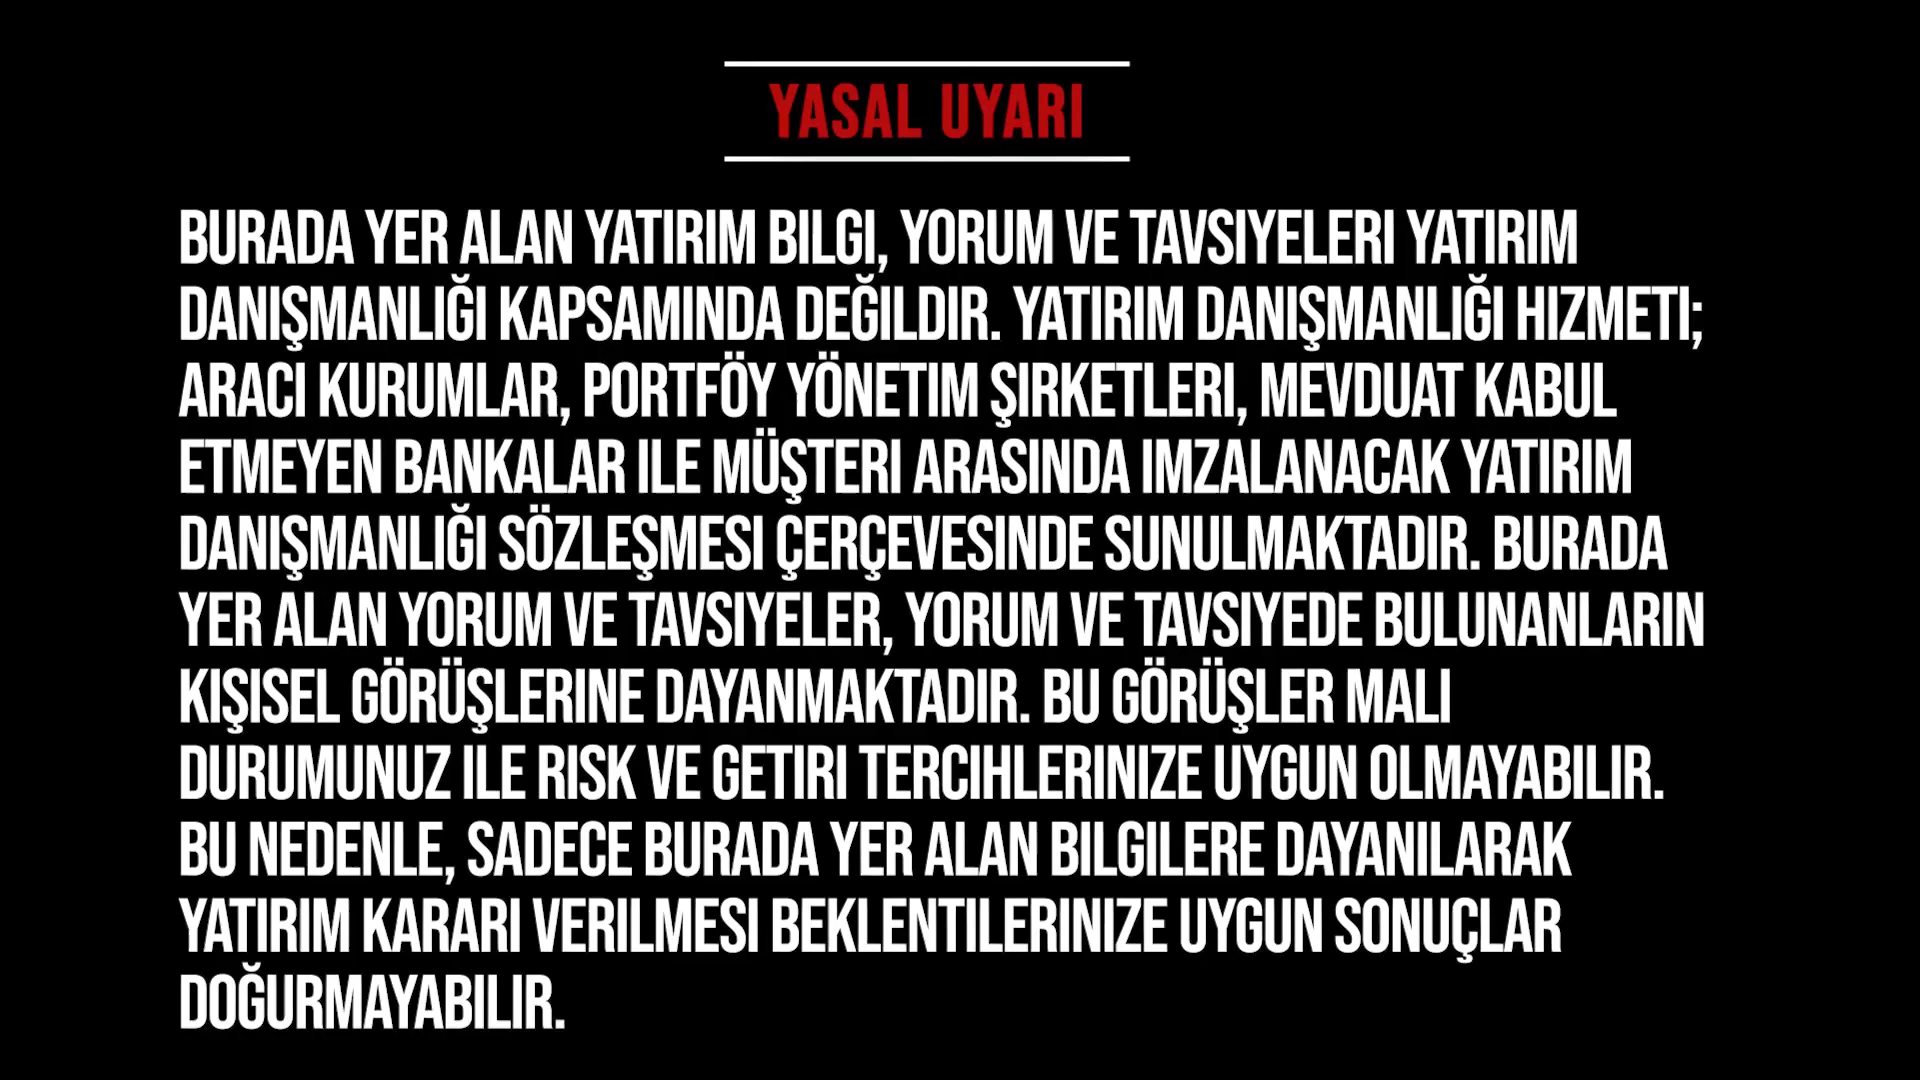 YASAL UYARI
BURADA YER ALAN YATIRIM BILGI, YORUM VE TAVSIYELERI YATIRIM
DANIŞMANLIĞI KAPSAMINDA DEĞILDIR. YATIRIM DANIŞMANLIĞI HIZMETI;
ARACI KURUMLAR, PORTFÖY YÖNETIM ŞIRKETLERI, MEVDUAT KABUL
ETMEYEN BANKALAR ILE MÜŞTERI ARASINDA IMZALANACAK YATIRIM
DANIŞMANLIĞI SÖZLEŞMESI ÇERÇEVESINDE SUNULMAKTADIR. BURADA
YER ALAN YORUM VE TAVSIYELER, YORUM VE TAVSIYEDE BULUNANLARIN
KIŞISEL GÖRÜŞLERINE DAYANMAKTADIR. BU GÖRÜŞLER MALI
DURUMUNUZ ILE RISK VE GETIRI TERCIHLERINIZE UYGUN OLMAYABILIR.
BU NEDENLE, SADECE BURADA YER ALAN BILGILERE DAYANILARAK
YATIRIM KARARI VERILMESI BEKLENTILERINIZE UYGUN SONUÇLAR
DOĞURMAYABILIR.